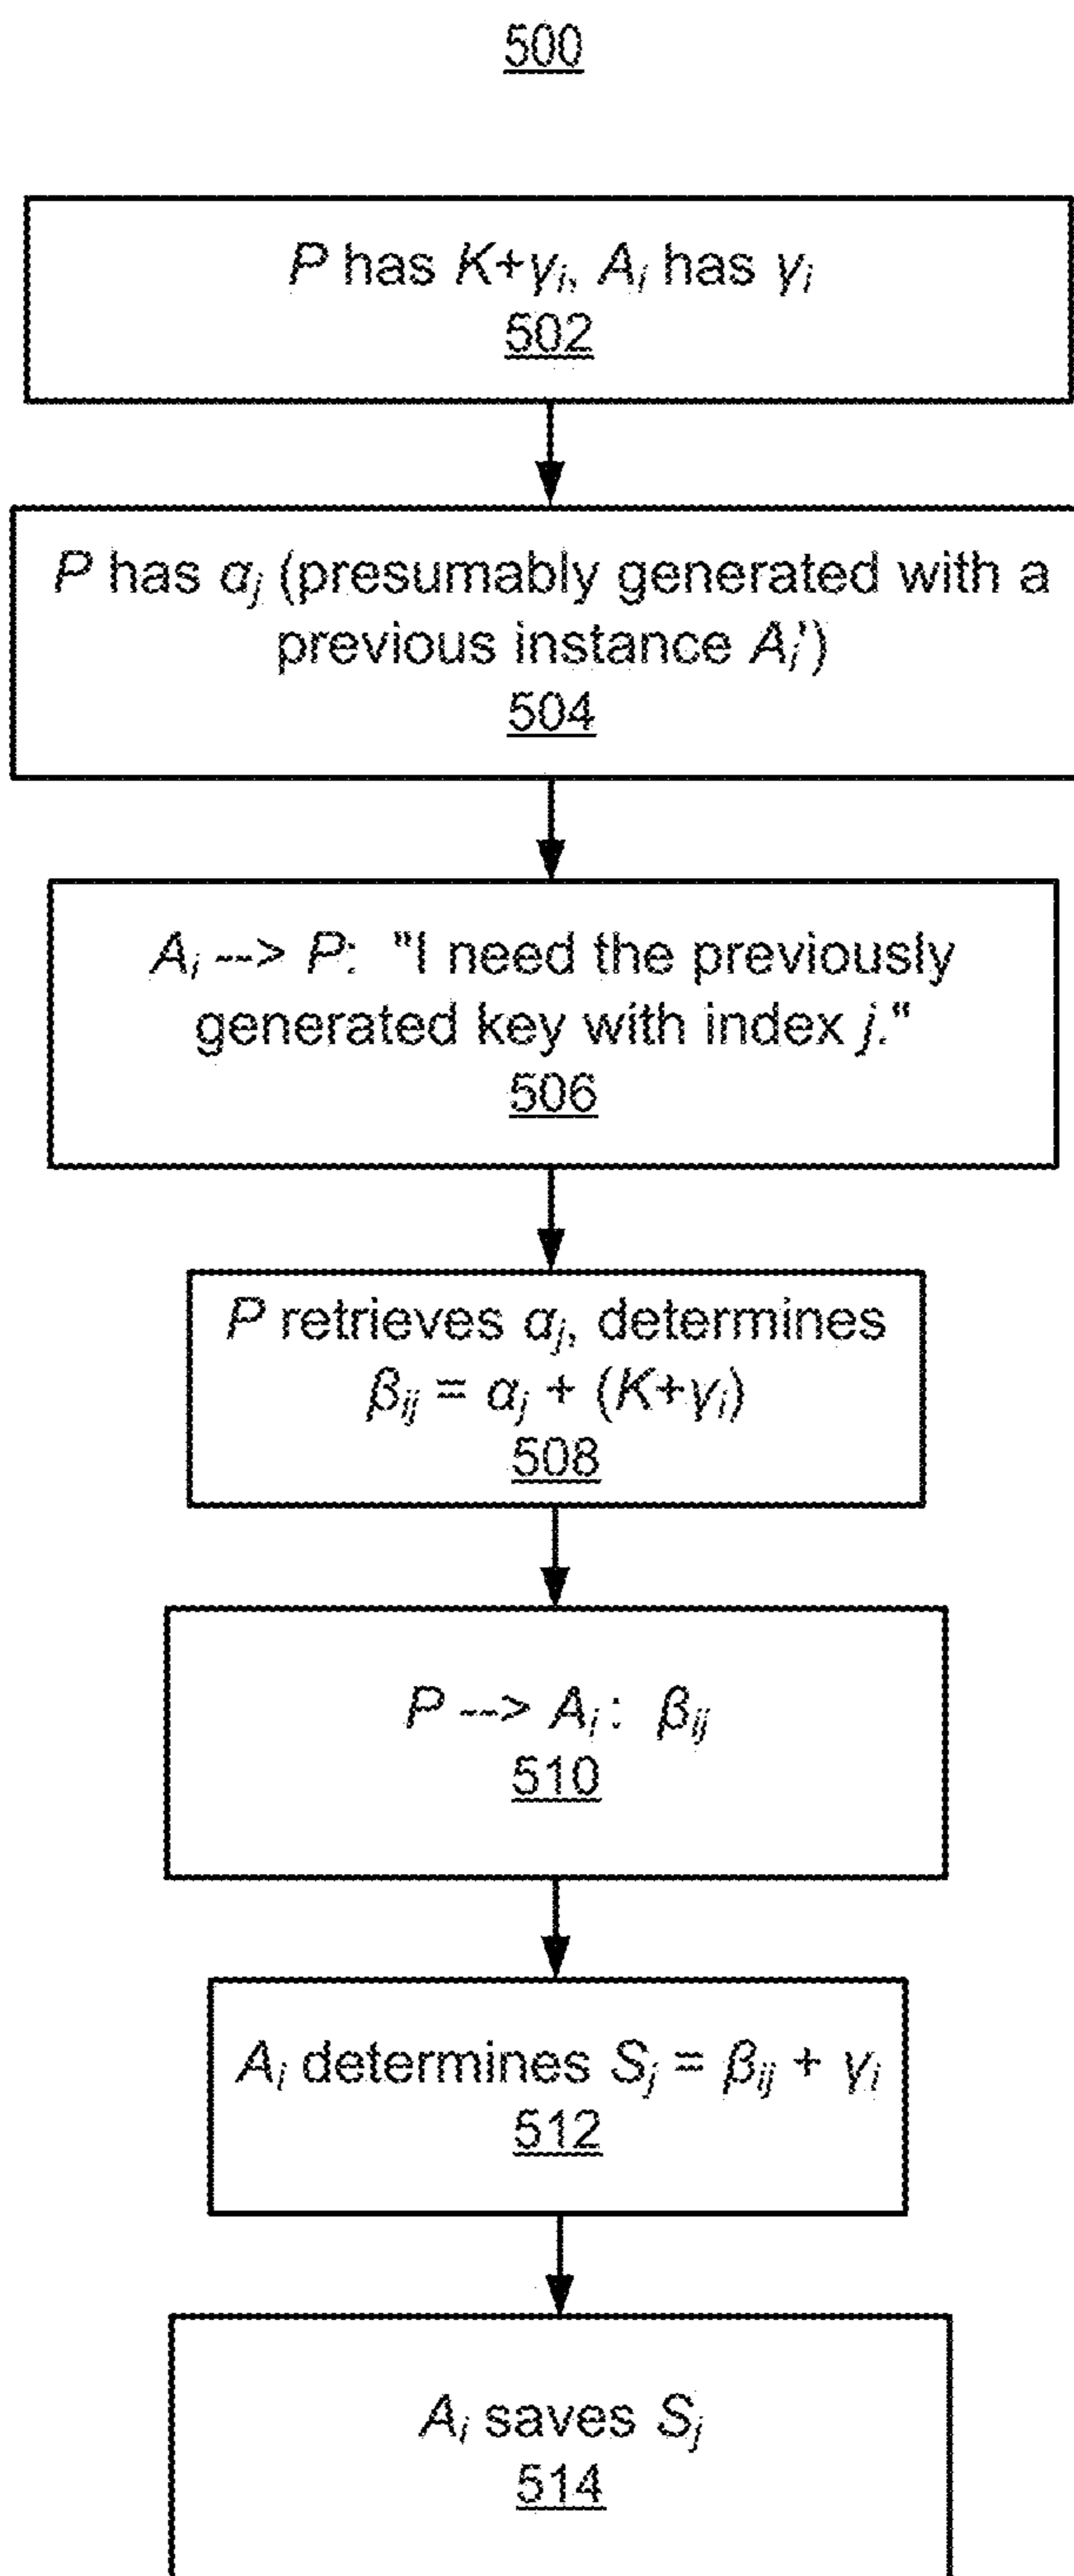 500
P has K+γi, Ai has γi
502
P has αj (presumably generated with a
previous instance Ai')
504
Ai --> P: "I need the previously
generated key with index j."
506
P retrieves αj, determines
βij = αj + (K+γi)
508
P --> Ai : βij
510
Ai determines Sj = βij + γi
512
Ai saves Sj
514